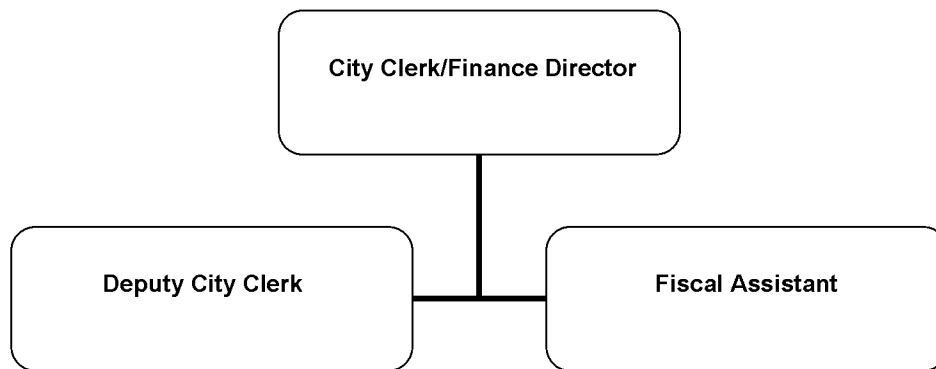 City Clerk/Finance Director
Deputy City Clerk
Fiscal Assistant